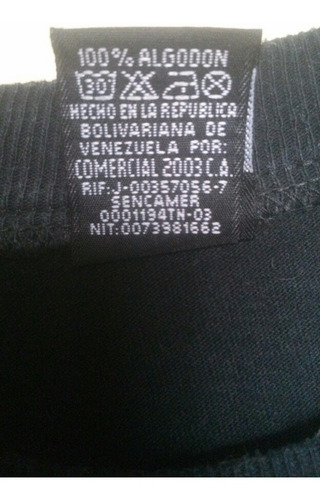 100% ALGODON
30
HECHO EN LA REPUBLICA
BOLIVARIANA DE
VENEZUELA POR:
COMERCIAL 2003 C.A.
RIF: J-00357056-7
SENCAMER
0001194TN-03
NIT: 0073981662